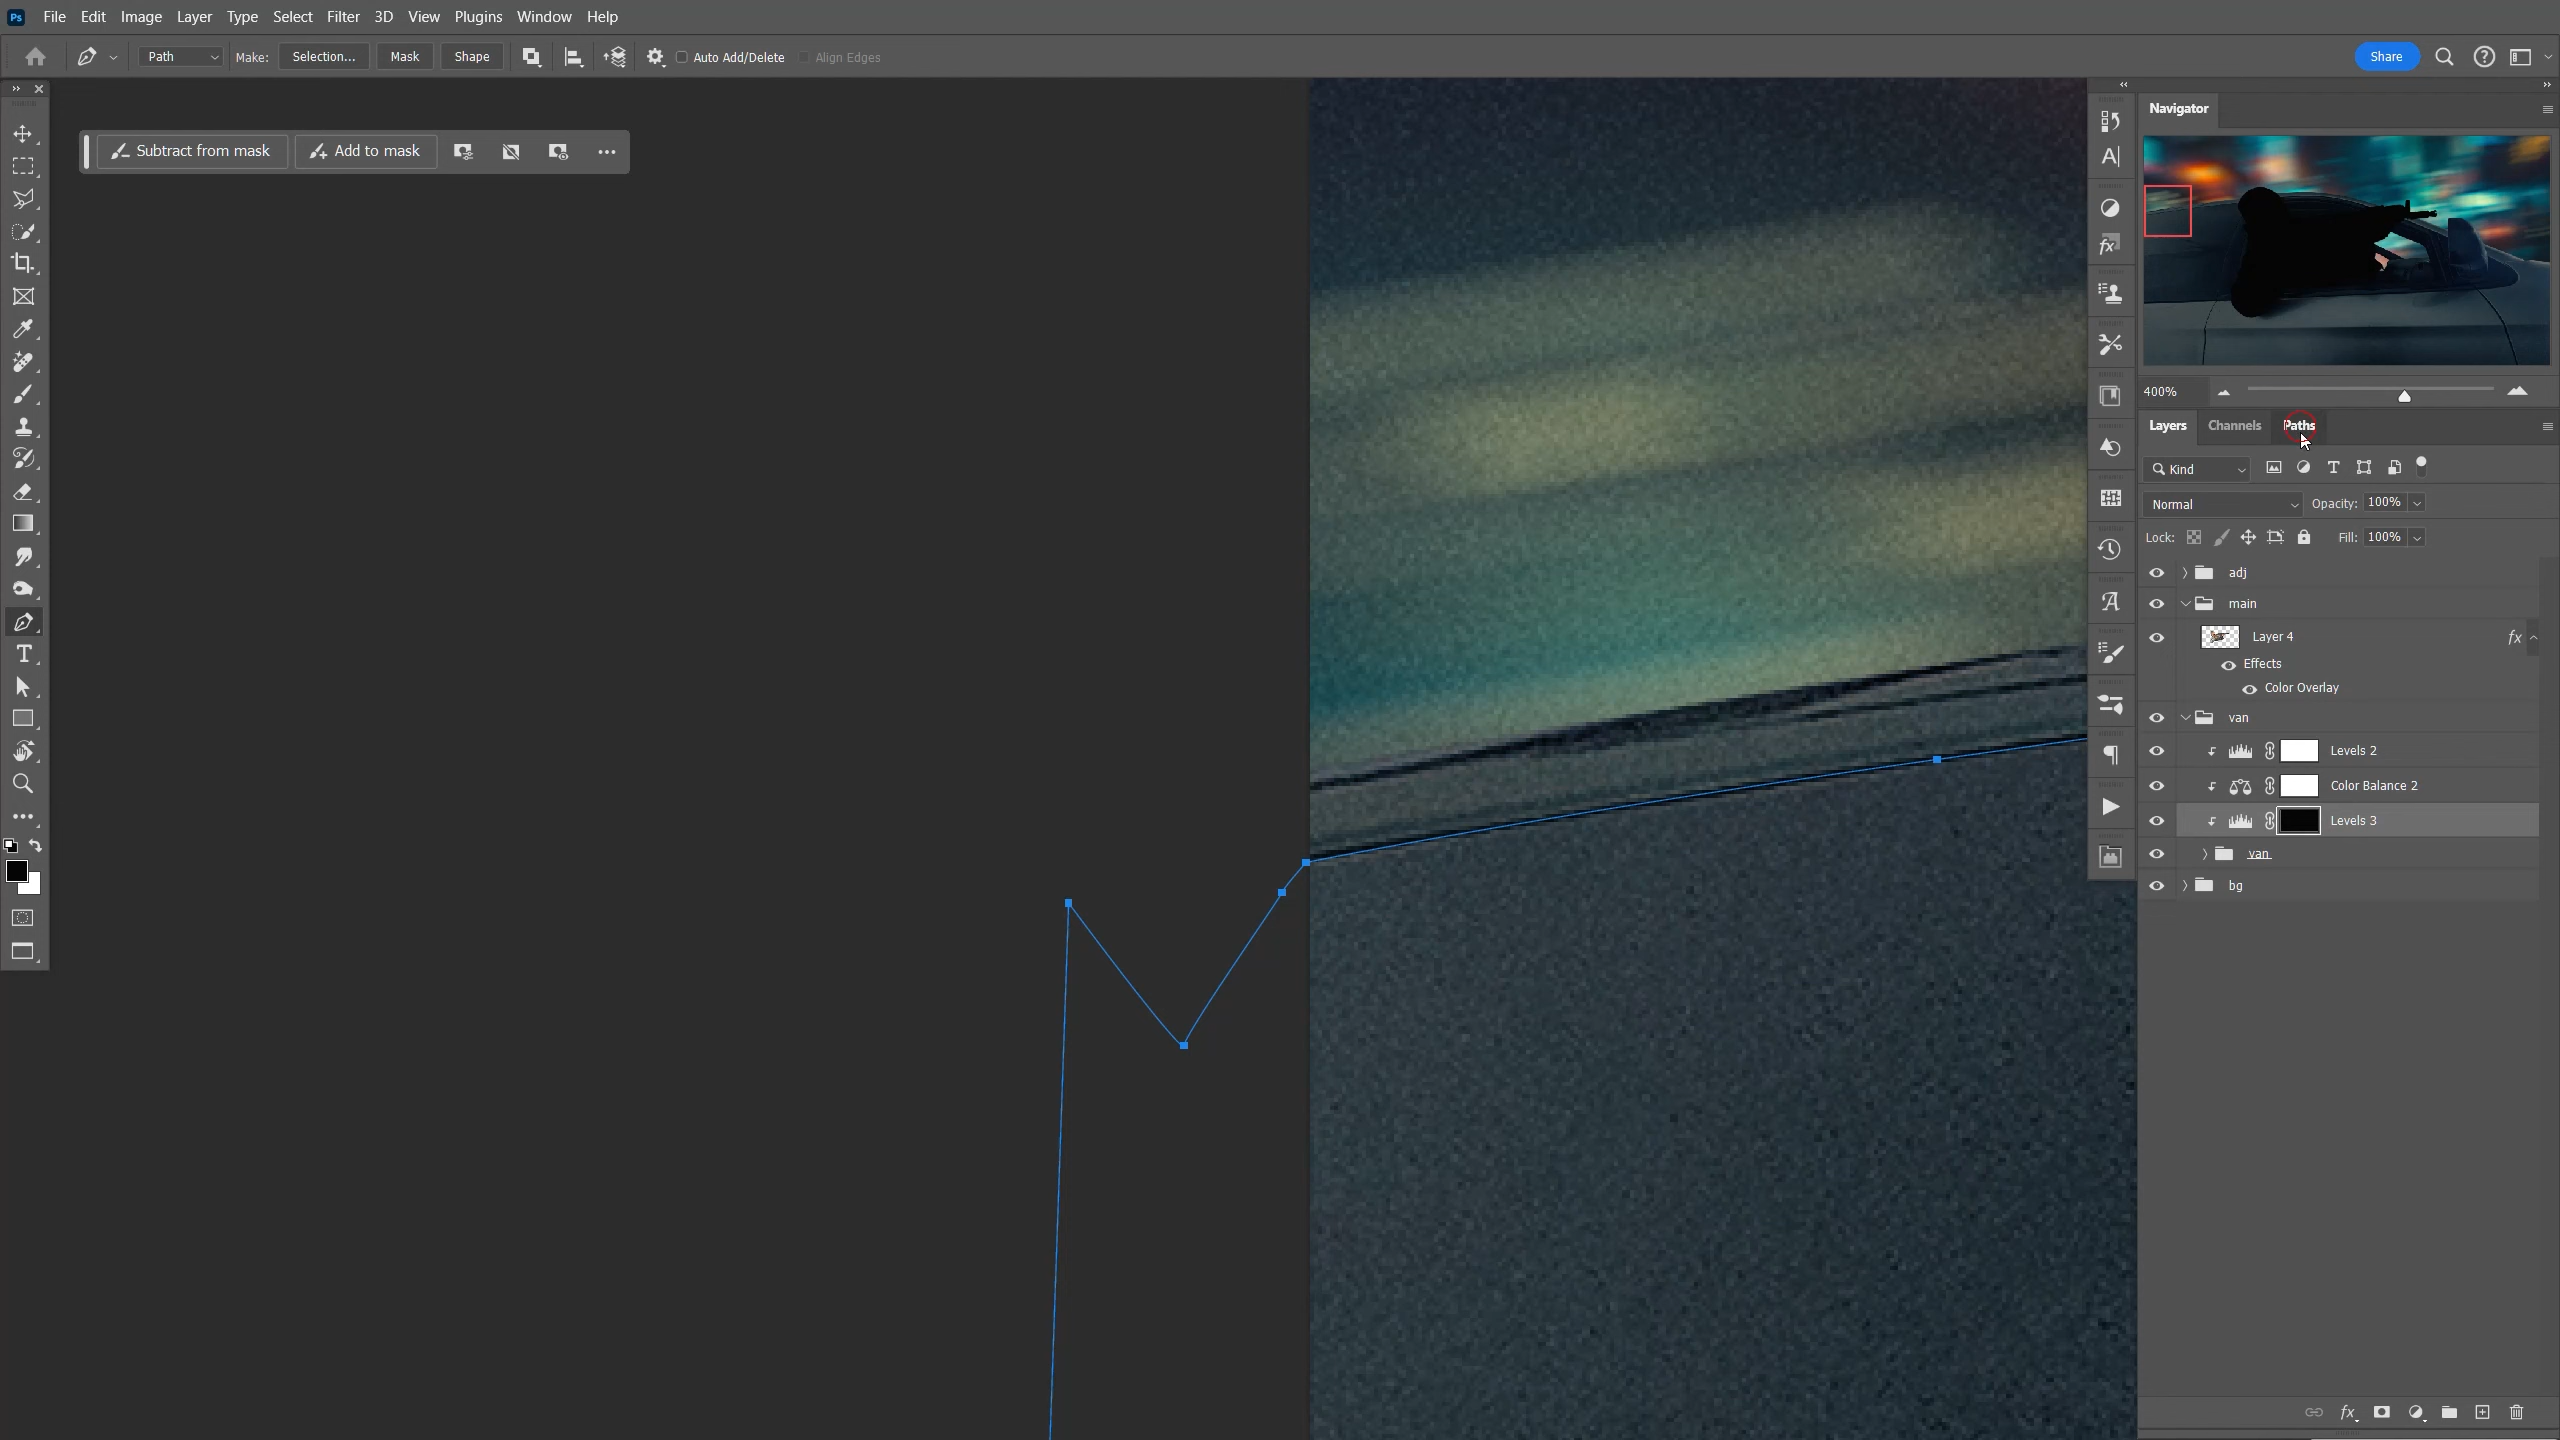 Ps File Edit Image Layer Type Select Filter 3D View Plugins Window Help
Path Make: Selection... Mask Shape Auto Add/Delete Align Edges Share
Subtract from mask Add to mask
Navigator
400%
Layers Channels Paths
Kind
Normal Opacity: 100%
Lock: Fill: 100%
adj
main
Layer 4 fx
Effects
Color Overlay
van
Levels 2
Color Balance 2
Levels 3
van
bg